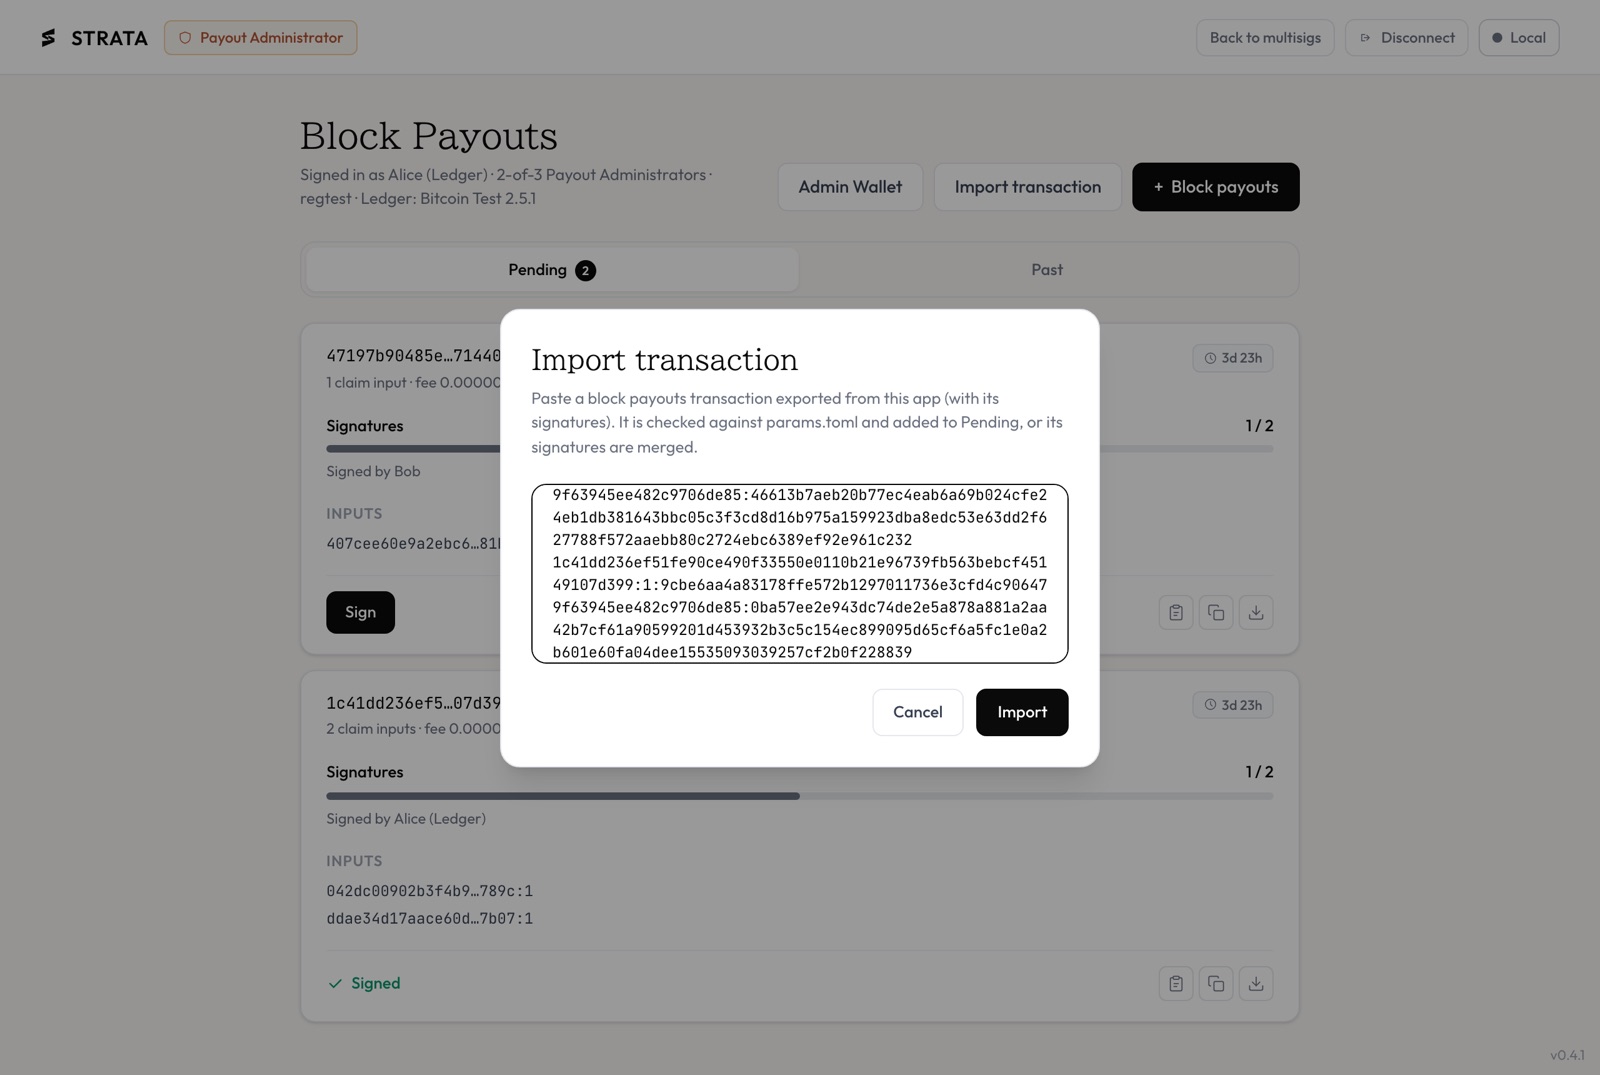 STRATA
Payout Administrator
Back to multisigs
Disconnect
Local
Block Payouts
Signed in as Alice (Ledger) · 2-of-3 Payout Administrators ·
regtest · Ledger: Bitcoin Test 2.5.1
Admin Wallet
Import transaction
+ Block payouts
Pending 2
Past
47197b90485e…71440
3d 23h
1 claim input · fee 0.00000
Signatures
1 / 2
Signed by Bob
INPUTS
407cee60e9a2ebc6…81
Sign
Import transaction
Paste a block payouts transaction exported from this app (with its
signatures). It is checked against params.toml and added to Pending, or its
signatures are merged.
9f63945ee482c9706de85:46613b7aeb20b77ec4eab6a69b024cfe2
4eb1db381643bbc05c3f3cd8d16b975a159923dba8edc53e63dd2f6
27788f572aaebb80c2724ebc6389ef92e961c232
1c41dd236ef51fe90ce490f33550e0110b21e96739fb563bebcf451
49107d399:1:9cbe6aa4a83178ffe572b1297011736e3cfd4c90647
9f63945ee482c9706de85:0ba57ee2e943dc74de2e5a878a881a2aa
42b7cf61a90599201d453932b3c5c154ec899095d65cf6a5fc1e0a2
b601e60fa04dee15535093039257cf2b0f228839
Cancel
Import
1c41dd236ef5…07d39
3d 23h
2 claim inputs · fee 0.0000
Signatures
1 / 2
Signed by Alice (Ledger)
INPUTS
042dc00902b3f4b9…789c:1
ddae34d17aace60d…7b07:1
Signed
v0.4.1